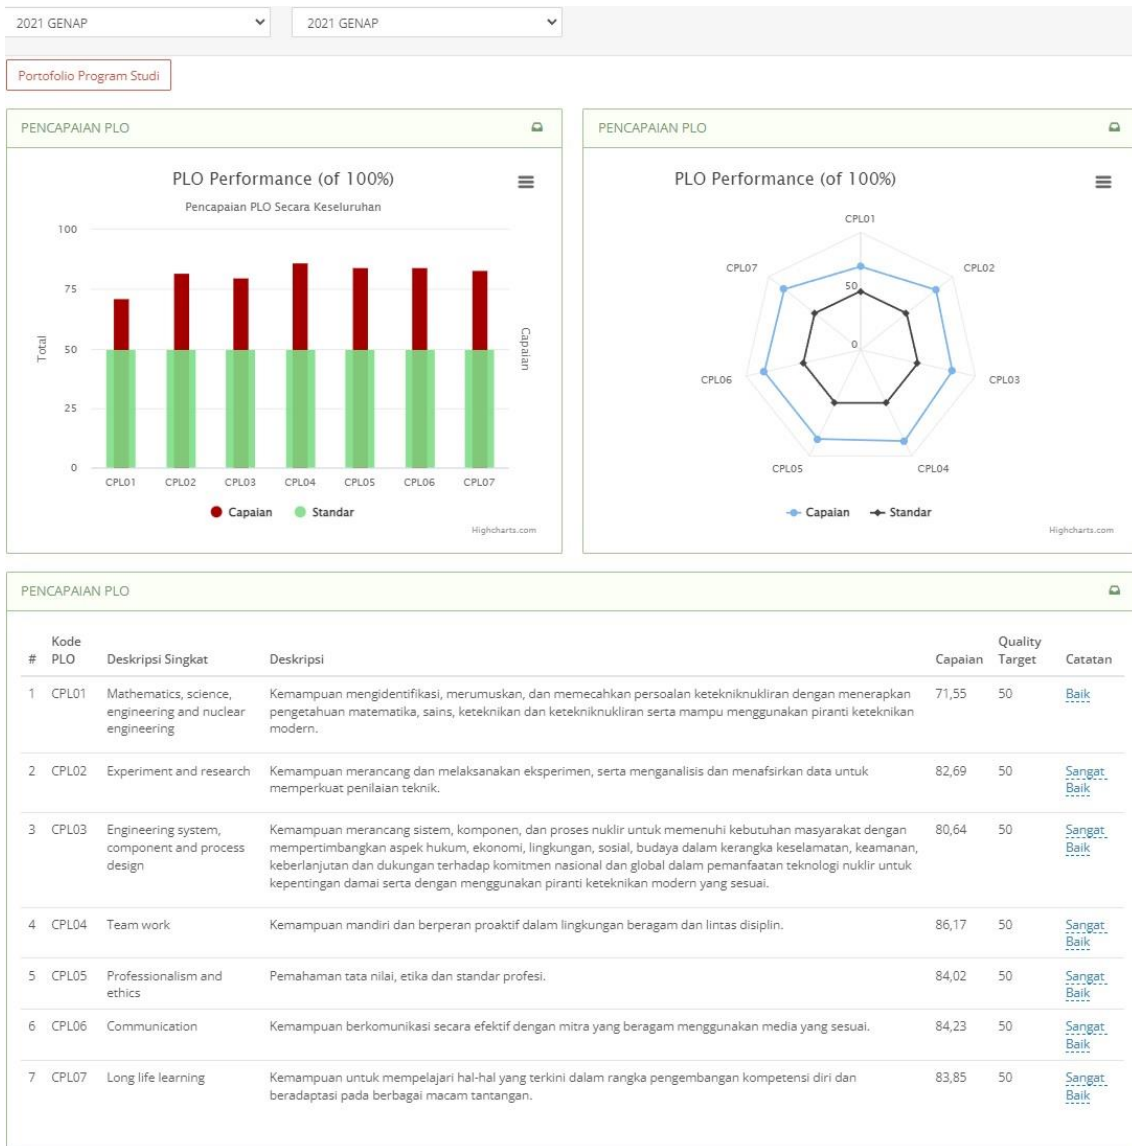 2021 GENAP
2021 GENAP
Portofolio Program Studi
PENCAPAIAN PLO
PLO Performance (of 100%)
Pencapaian PLO Secara Keseluruhan
100
75
50
25
0
Total
Capaian
CPL01 CPL02 CPL03 CPL04 CPL05 CPL06 CPL07
Capaian Standar
Highcharts.com
PENCAPAIAN PLO
PLO Performance (of 100%)
CPL01
CPL07
CPL02
50
0
CPL06
CPL03
CPL05
CPL04
Capaian Standar
Highcharts.com
PENCAPAIAN PLO
# Kode PLO Deskripsi Singkat Deskripsi Capaian Quality Target Catatan
1 CPL01 Mathematics, science, engineering and nuclear engineering
Kemampuan mengidentifikasi, merumuskan, dan memecahkan persoalan ketekniknukliran dengan menerapkan
pengetahuan matematika, sains, keteknikan dan ketekniknukliran serta mampu menggunakan piranti keteknikan
modern.
71,55 50 Baik
2 CPL02 Experiment and research
Kemampuan merancang dan melaksanakan eksperimen, serta menganalisis dan menafsirkan data untuk
memperkuat penilaian teknik.
82,69 50 Sangat Baik
3 CPL03 Engineering system, component and process design
Kemampuan merancang sistem, komponen, dan proses nuklir untuk memenuhi kebutuhan masyarakat dengan
mempertimbangkan aspek hukum, ekonomi, lingkungan, sosial, budaya dalam kerangka keselamatan, keamanan,
keberlanjutan dan dukungan terhadap komitmen nasional dan global dalam pemanfaatan teknologi nuklir untuk
kepentingan damai serta dengan menggunakan piranti keteknikan modern yang sesuai.
80,64 50 Sangat Baik
4 CPL04 Team work
Kemampuan mandiri dan berperan proaktif dalam lingkungan beragam dan lintas disiplin.
86,17 50 Sangat Baik
5 CPL05 Professionalism and ethics
Pemahaman tata nilai, etika dan standar profesi.
84,02 50 Sangat Baik
6 CPL06 Communication
Kemampuan berkomunikasi secara efektif dengan mitra yang beragam menggunakan media yang sesuai.
84,23 50 Sangat Baik
7 CPL07 Long life learning
Kemampuan untuk mempelajari hal-hal yang terkini dalam rangka pengembangan kompetensi diri dan
beradaptasi pada berbagai macam tantangan.
83,85 50 Sangat Baik